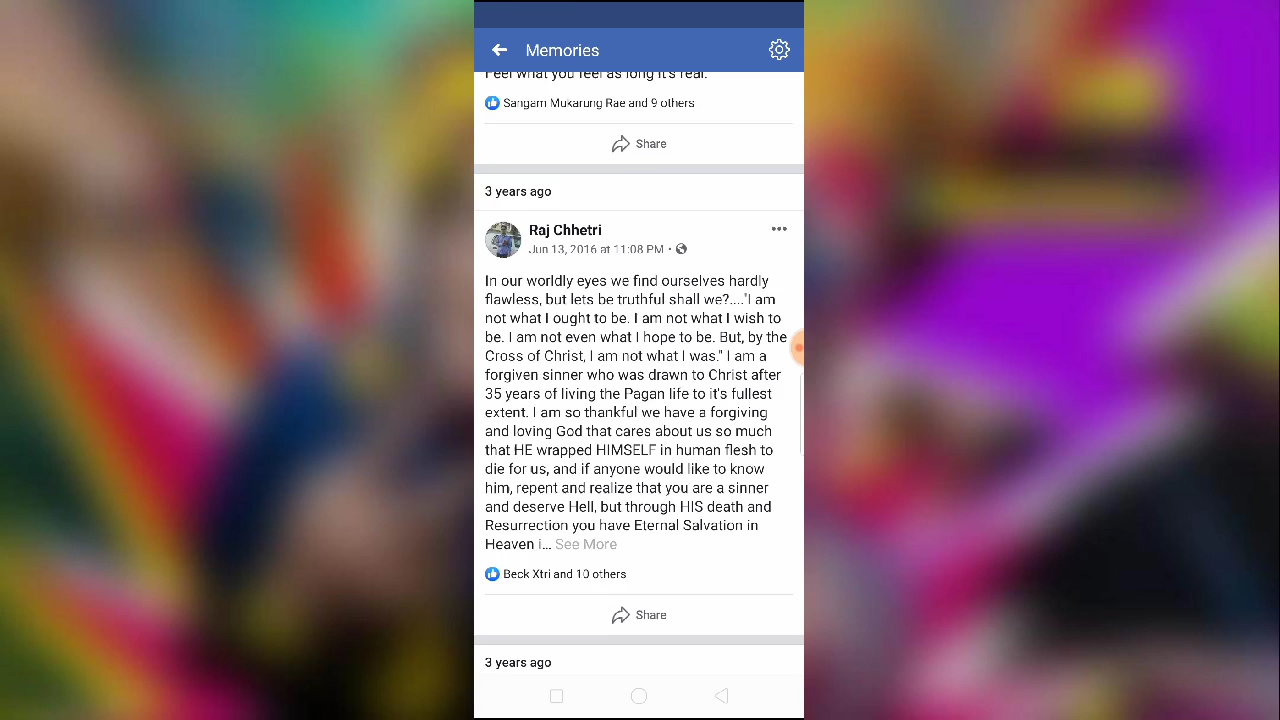 Memories
Feel what you feel as long it's real.
Sangam Mukarung Rae and 9 others
Share
3 years ago
Raj Chhetri
Jun 13, 2016 at 11:08 PM •
In our worldly eyes we find ourselves hardly
flawless, but lets be truthful shall we?...."I am
not what I ought to be. I am not what I wish to
be. I am not even what I hope to be. But, by the
Cross of Christ, I am not what I was." I am a
forgiven sinner who was drawn to Christ after
35 years of living the Pagan life to it's fullest
extent. I am so thankful we have a forgiving
and loving God that cares about us so much
that HE wrapped HIMSELF in human flesh to
die for us, and if anyone would like to know
him, repent and realize that you are a sinner
and deserve Hell, but through HIS death and
Resurrection you have Eternal Salvation in
Heaven i... See More
Beck Xtri and 10 others
Share
3 years ago